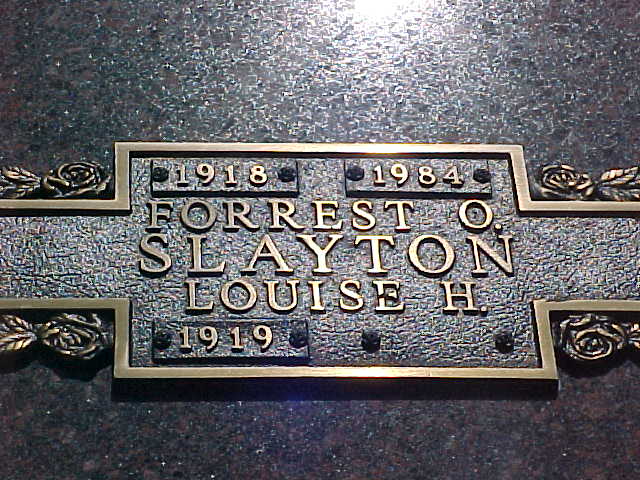 1918 1984
FORREST O.
SLAYTON
LOUISE H.
1919